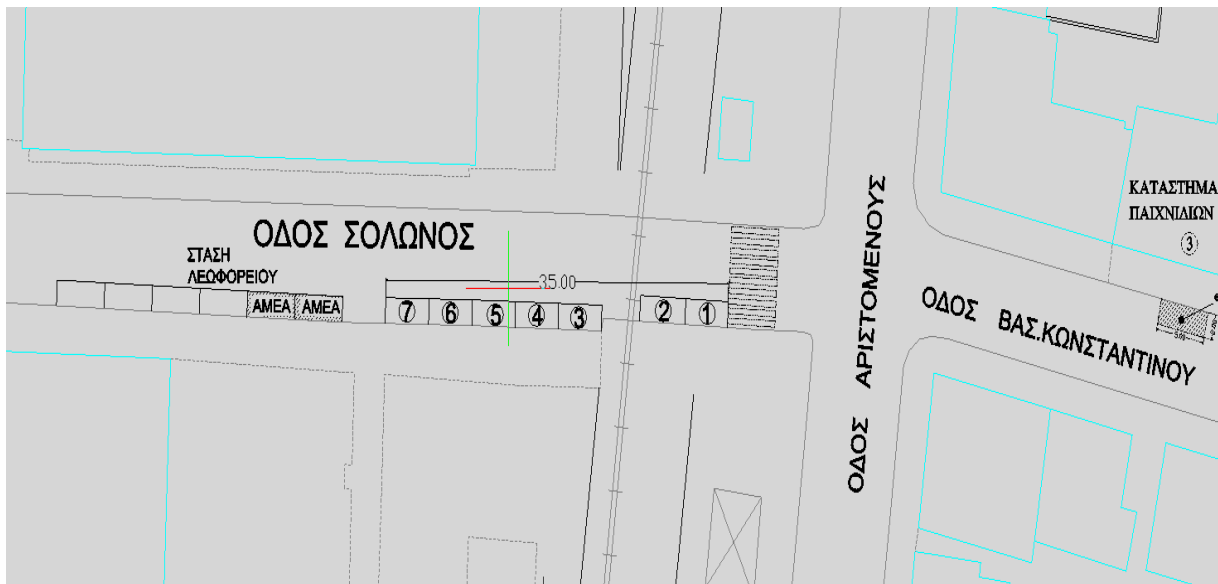 ΚΑΤΑΣΤΗΜΑ
ΠΑΙΧΝΙΔΙΩΝ
3
ΟΔΟΣ ΣΟΛΩΝΟΣ
ΣΤΑΣΗ
ΛΕΩΦΟΡΕΙΟΥ
35.00
ΑΜΕΑ ΑΜΕΑ
7 6 5 4 3 2 1
ΟΔΟΣ ΑΡΙΣΤΟΜΕΝΟΥΣ
ΟΔΟΣ ΒΑΣ.ΚΩΝΣΤΑΝΤΙΝΟΥ